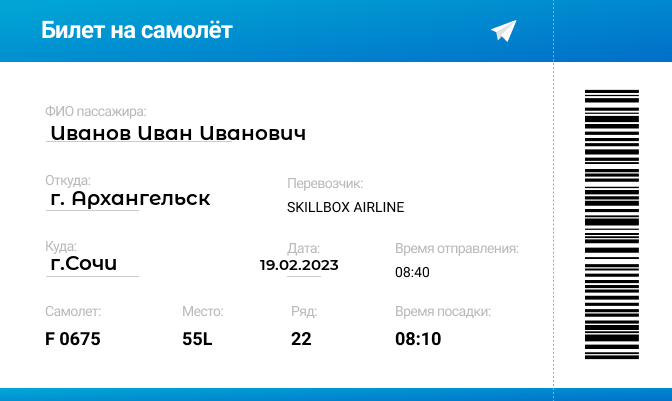 Билет на самолёт
ФИО пассажира:
Иванов Иван Иванович
Откуда:
г. Архангельск
Перевозчик:
SKILLBOX AIRLINE
Куда:
г.Сочи
Дата:
19.02.2023
Время отправления:
08:40
Самолет:
F 0675
Место:
55L
Ряд:
22
Время посадки:
08:10